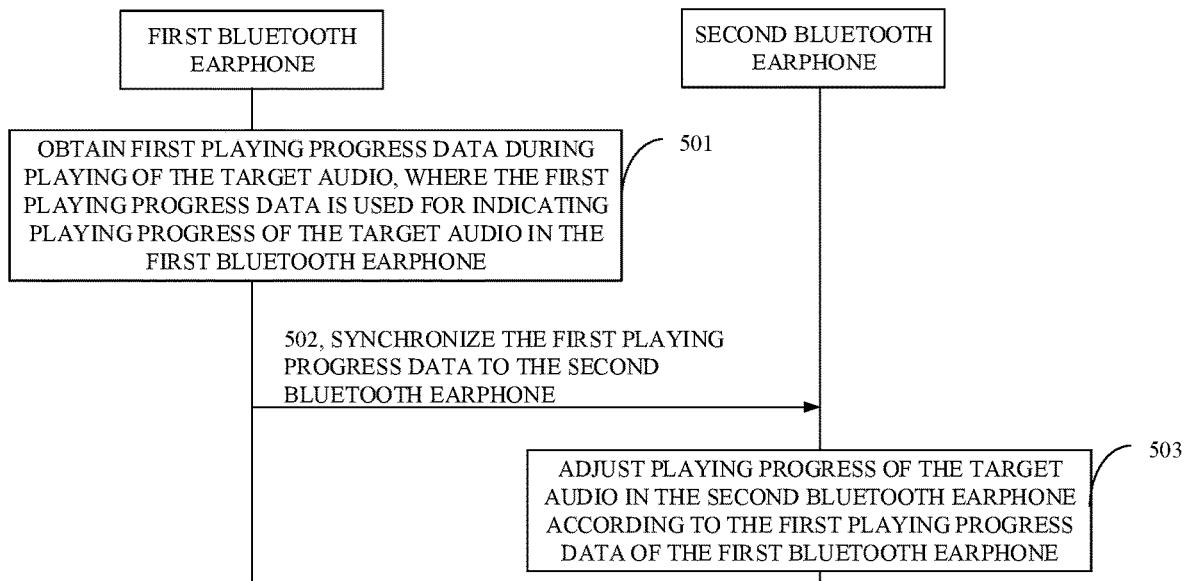 FIRST BLUETOOTH
EARPHONE
SECOND BLUETOOTH
EARPHONE
OBTAIN FIRST PLAYING PROGRESS DATA DURING
PLAYING OF THE TARGET AUDIO, WHERE THE FIRST
PLAYING PROGRESS DATA IS USED FOR INDICATING
PLAYING PROGRESS OF THE TARGET AUDIO IN THE
FIRST BLUETOOTH EARPHONE
501
502, SYNCHRONIZE THE FIRST PLAYING
PROGRESS DATA TO THE SECOND
BLUETOOTH EARPHONE
503
ADJUST PLAYING PROGRESS OF THE TARGET
AUDIO IN THE SECOND BLUETOOTH EARPHONE
ACCORDING TO THE FIRST PLAYING PROGRESS
DATA OF THE FIRST BLUETOOTH EARPHONE